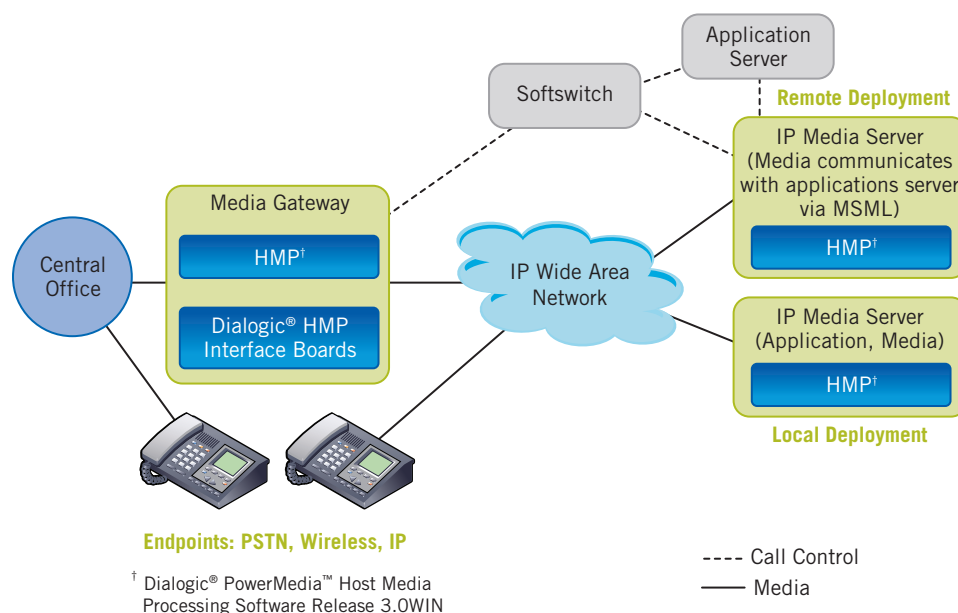 Application
Server
Softswitch
Remote Deployment
IP Media Server
(Media communicates
with applications server
via MSML)
HMP†
Media Gateway
HMP†
Dialogic® HMP
Interface Boards
Central
Office
IP Wide Area
Network
IP Media Server
(Application, Media)
HMP†
Local Deployment
Endpoints: PSTN, Wireless, IP
† Dialogic® PowerMedia™ Host Media
Processing Software Release 3.0WIN
Call Control
Media